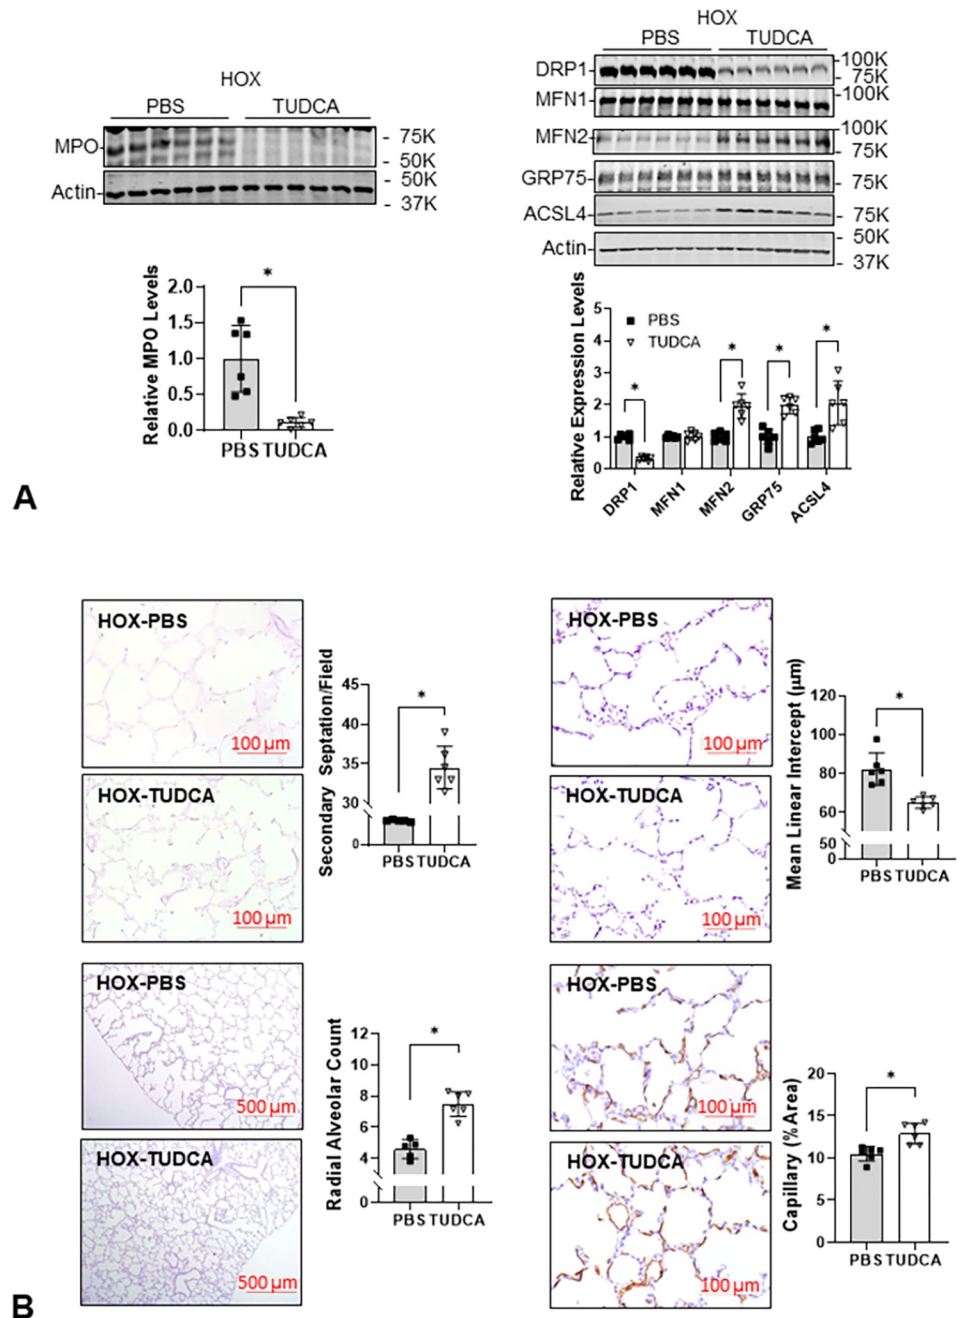 HOX
PBS TUDCA
MPO
- 75K
- 50K
Actin
- 50K
- 37K
Relative MPO Levels
2.0
1.5
1.0
0.5
0.0
*
PBS TUDCA
HOX
PBS TUDCA
DRP1
-100K
- 75K
MFN1
-100K
MFN2
-100K
75K
GRP75
- 75K
ACSL4
- 75K
Actin
- 50K
- 37K
Relative Expression Levels
5
4
3
2
1
0
PBS
TUDCA
*
*
*
*
DRP1
MFN1
MFN2
GRP75
ACSL4
A
HOX-PBS
100 µm
HOX-TUDCA
100 µm
Secondary Septation/Field
45
40
35
30
0
*
PBS TUDCA
HOX-PBS
100 µm
HOX-TUDCA
100 µm
Mean Linear Intercept (µm)
120
100
80
60
50
0
*
PBS TUDCA
HOX-PBS
500 µm
HOX-TUDCA
500 µm
Radial Alveolar Count
12
10
8
6
4
0
*
PBS TUDCA
HOX-PBS
100 µm
HOX-TUDCA
100 µm
Capillary (% Area)
20
15
10
5
0
*
PBS TUDCA
B